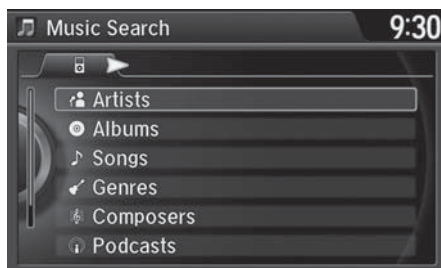 Music Search
9:30
Artists
Albums
Songs
Genres
Composers
Podcasts